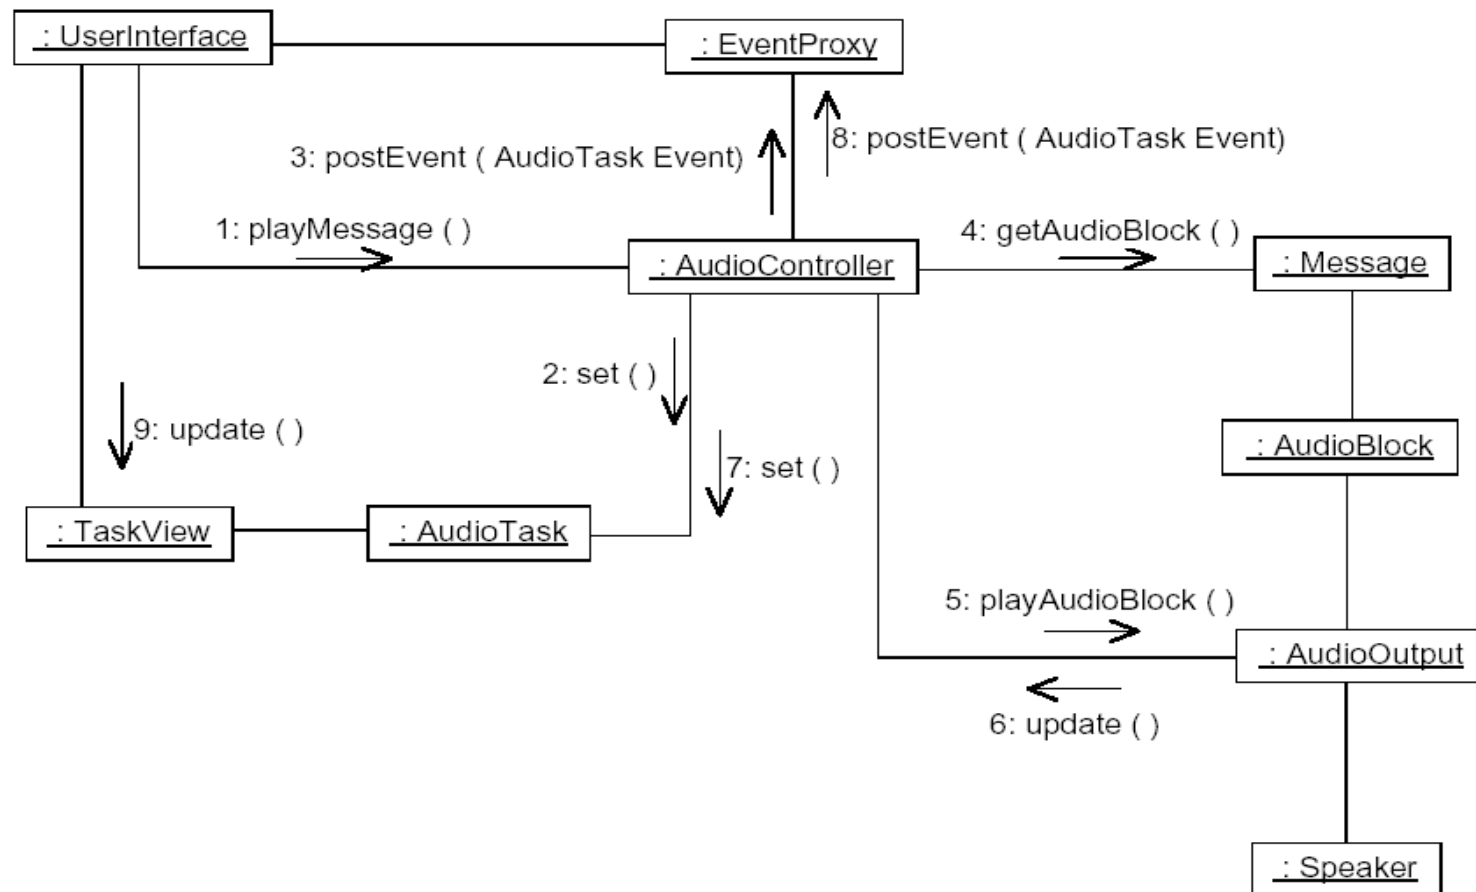 : UserInterface
: EventProxy
3: postEvent ( AudioTask Event)
8: postEvent ( AudioTask Event)
1: playMessage ( )
4: getAudioBlock ( )
: AudioController
: Message
2: set ( )
9: update ( )
7: set ( )
: AudioBlock
: TaskView
: AudioTask
5: playAudioBlock ( )
: AudioOutput
6: update ( )
: Speaker